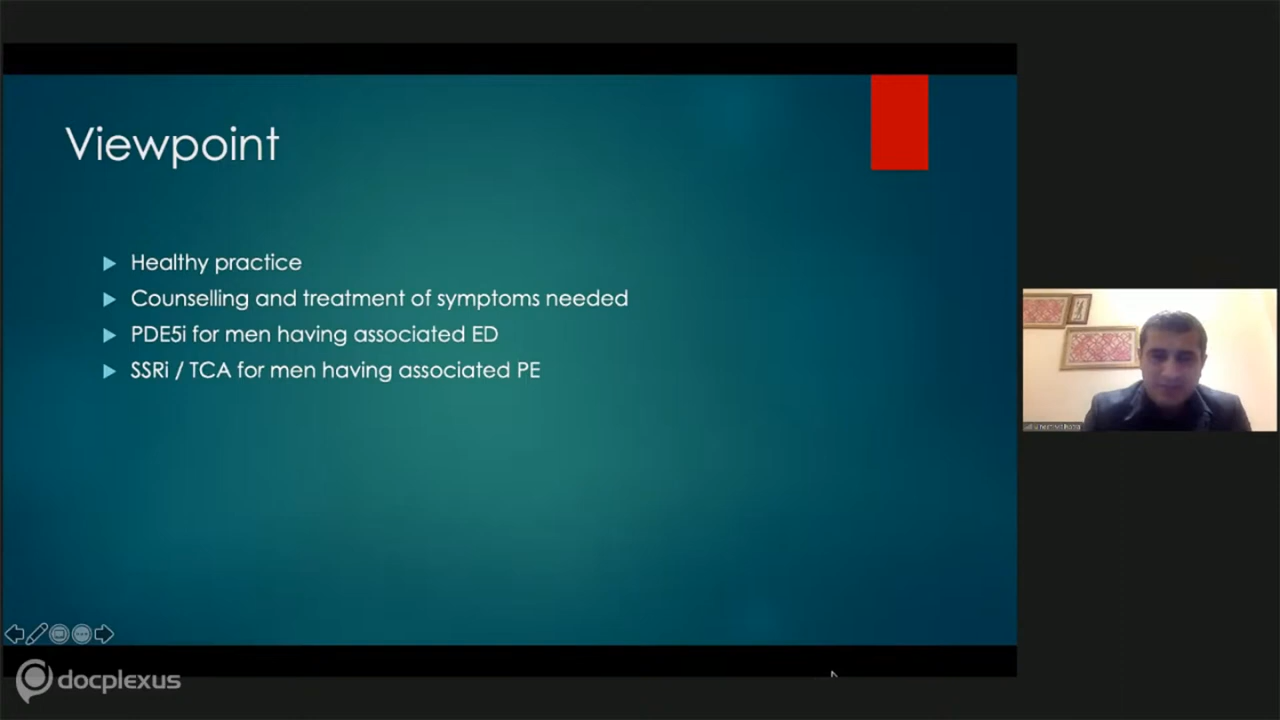 Viewpoint
Healthy practice
Counselling and treatment of symptoms needed
PDE5i for men having associated ED
SSRi / TCA for men having associated PE
docplexus